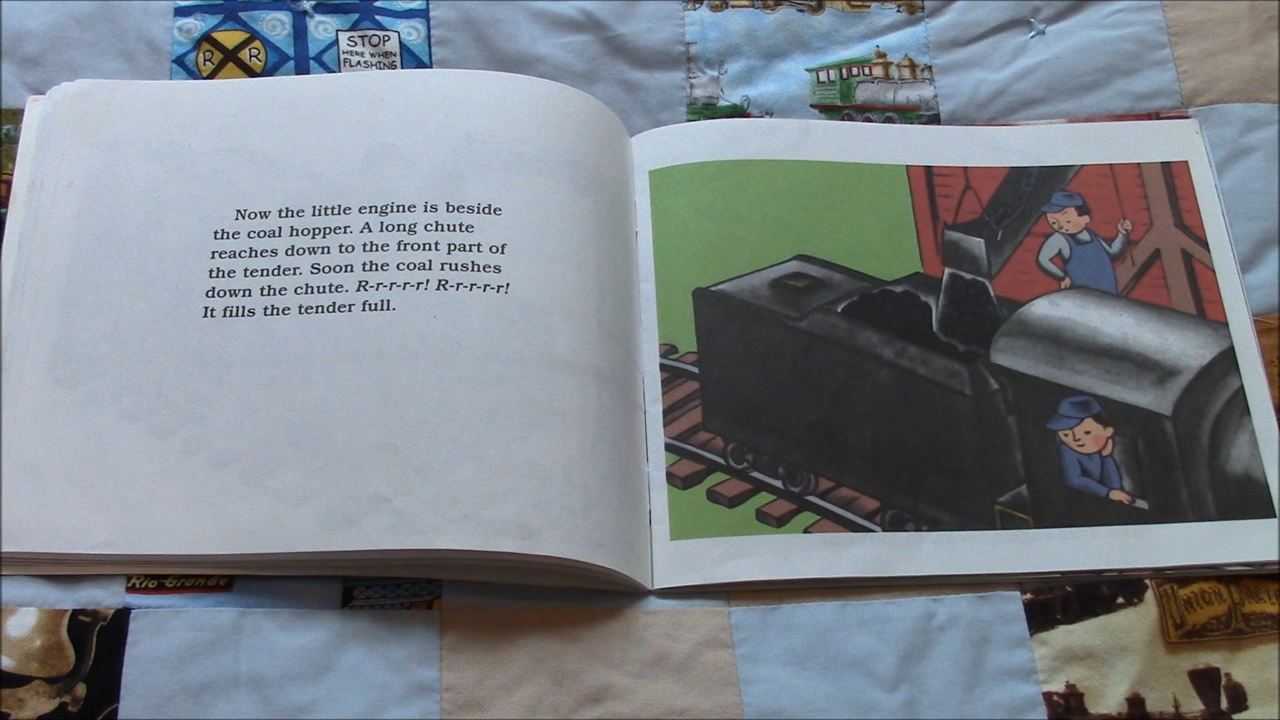 R R
STOP
HERE WHEN
FLASHING
Now the little engine is beside
the coal hopper. A long chute
reaches down to the front part of
the tender. Soon the coal rushes
down the chute. R-r-r-r-r! R-r-r-r-r!
It fills the tender full.
Rio Grande
UNION